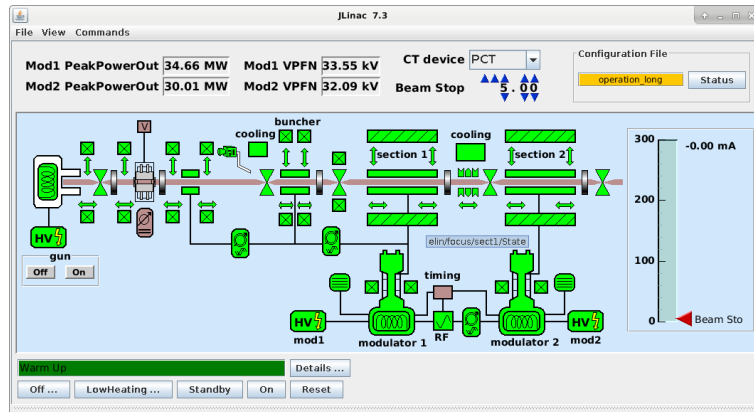 JLinac 7.3
File View Commands
Mod1 PeakPowerOut 34.66 MW Mod1 VPFN 33.55 kV CT device PCT
Mod2 PeakPowerOut 30.01 MW Mod2 VPFN 32.09 kV Beam Stop 5.00
Configuration File
operation_long Status
buncher
cooling
cooling
section 1
section 2
V
HV
gun
Off On
elin/focus/sect1/State
timing
HV
mod1
modulator 1
RF
modulator 2
HV
mod2
300
200
100
0
-0.00 mA
Beam Sto
Warm Up Details ...
Off ... LowHeating ... Standby On Reset